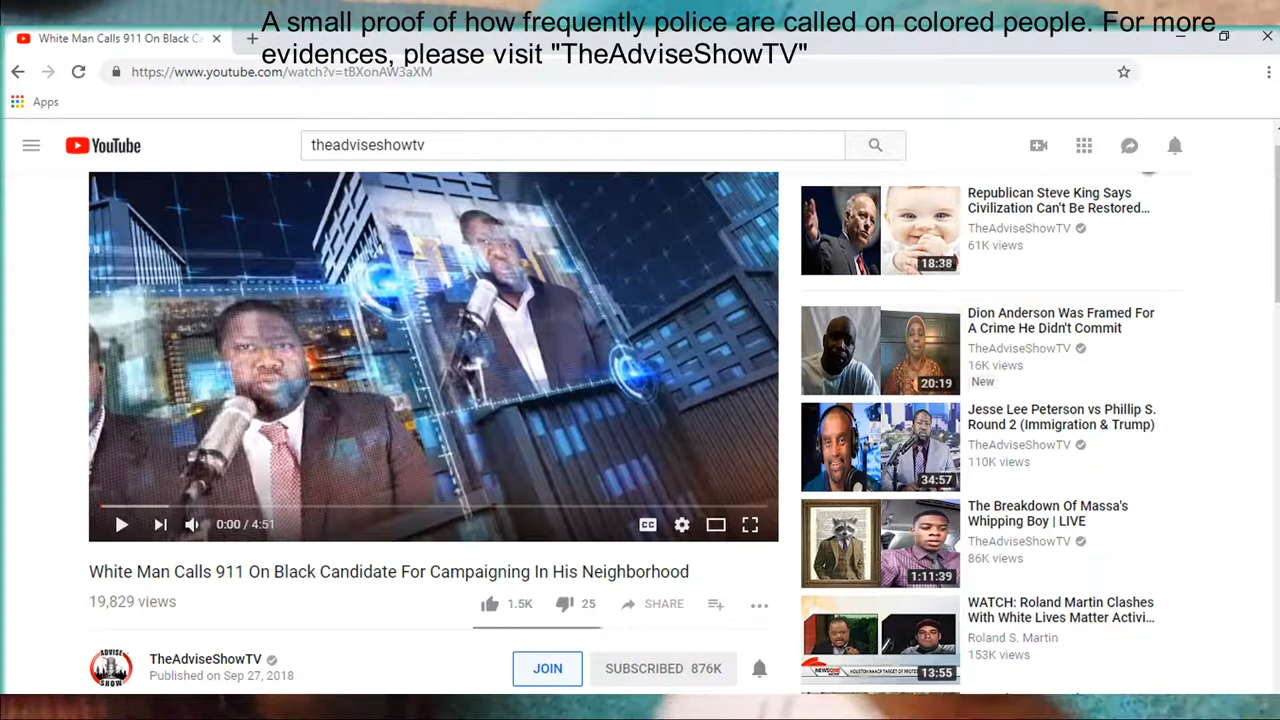 A small proof of how frequently police are called on colored people. For more
evidences, please visit "TheAdviseShowTV"
White Man Calls 911 On Black Ca
https://www.youtube.com/watch?v=tBXonAW3aXM
Apps
YouTube
theadviseshowtv
Republican Steve King Says
Civilization Can't Be Restored...
TheAdviseShowTV
61K views
18:38
Dion Anderson Was Framed For
A Crime He Didn't Commit
TheAdviseShowTV
16K views
New
20:19
Jesse Lee Peterson vs Phillip S.
Round 2 (Immigration & Trump)
TheAdviseShowTV
110K views
34:57
The Breakdown Of Massa's
Whipping Boy | LIVE
TheAdviseShowTV
86K views
1:11:39
WATCH: Roland Martin Clashes
With White Lives Matter Activi...
Roland S. Martin
153K views
13:55
0:00 / 4:51
CC
White Man Calls 911 On Black Candidate For Campaigning In His Neighborhood
19,829 views
1.5K
25
SHARE
ADVISE
SHOW
TheAdviseShowTV
Published on Sep 27, 2018
JOIN
SUBSCRIBED 876K